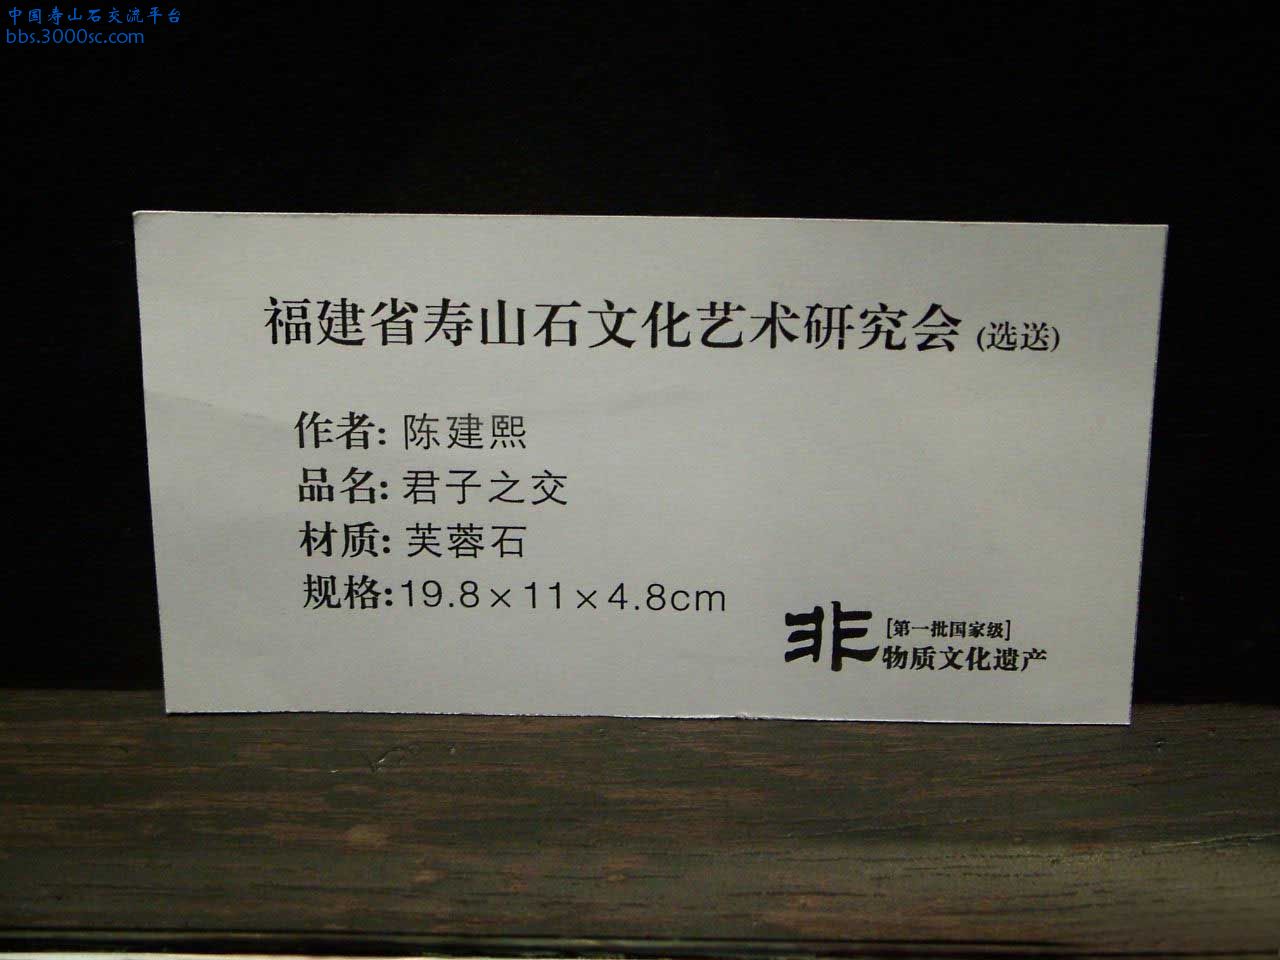 中国寿山石交流平台
bbs.3000sc.com
福建省寿山石文化艺术研究会 (选送)
作者: 陈建熙
品名: 君子之交
材质: 芙蓉石
规格:19.8×11×4.8cm
非 [第一批国家级]
物质文化遗产